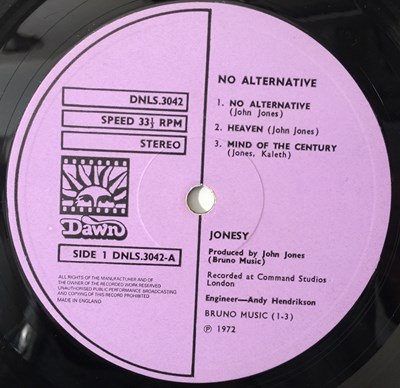 NO ALTERNATIVE
DNLS.3042
SPEED 33⅓ RPM
STEREO
1. NO ALTERNATIVE
(John Jones)
2. HEAVEN (John Jones)
3. MIND OF THE CENTURY
(Jones, Kaleth)
Dawn
SIDE 1 DNLS.3042-A
ALL RIGHTS OF THE MANUFACTURER AND OF
THE OWNER OF THE RECORDED WORK RESERVED
UNAUTHORISED PUBLIC PERFORMANCE BROADCASTING
AND COPYING OF THIS RECORD PROHIBITED
MADE IN ENGLAND
JONESY
Produced by John Jones
(Bruno Music)
Recorded at Command Studios
London
Engineer—Andy Hendrikson
BRUNO MUSIC (1-3)
℗ 1972